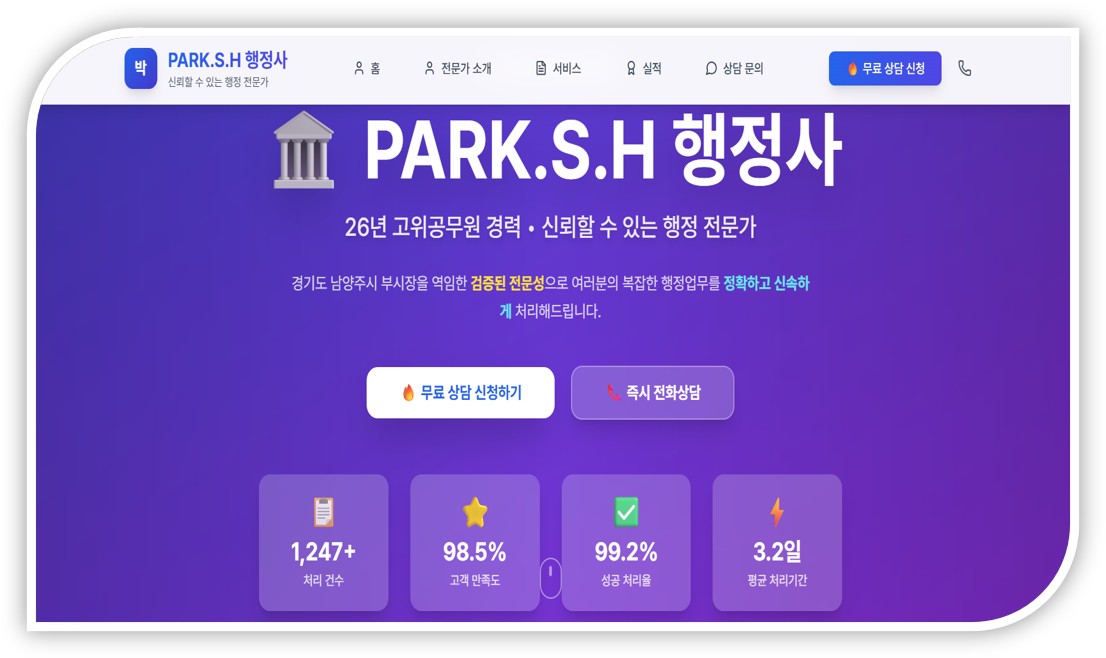 박
PARK.S.H 행정사
신뢰할 수 있는 행정 전문가
홈
전문가 소개
서비스
실적
상담 문의
무료 상담 신청
PARK.S.H 행정사
26년 고위공무원 경력 • 신뢰할 수 있는 행정 전문가
경기도 남양주시 부시장을 역임한 검증된 전문성으로 여러분의 복잡한 행정업무를 정확하고 신속하
게 처리해드립니다.
무료 상담 신청하기
즉시 전화상담
1,247+
처리 건수
98.5%
고객 만족도
99.2%
성공 처리율
3.2일
평균 처리기간